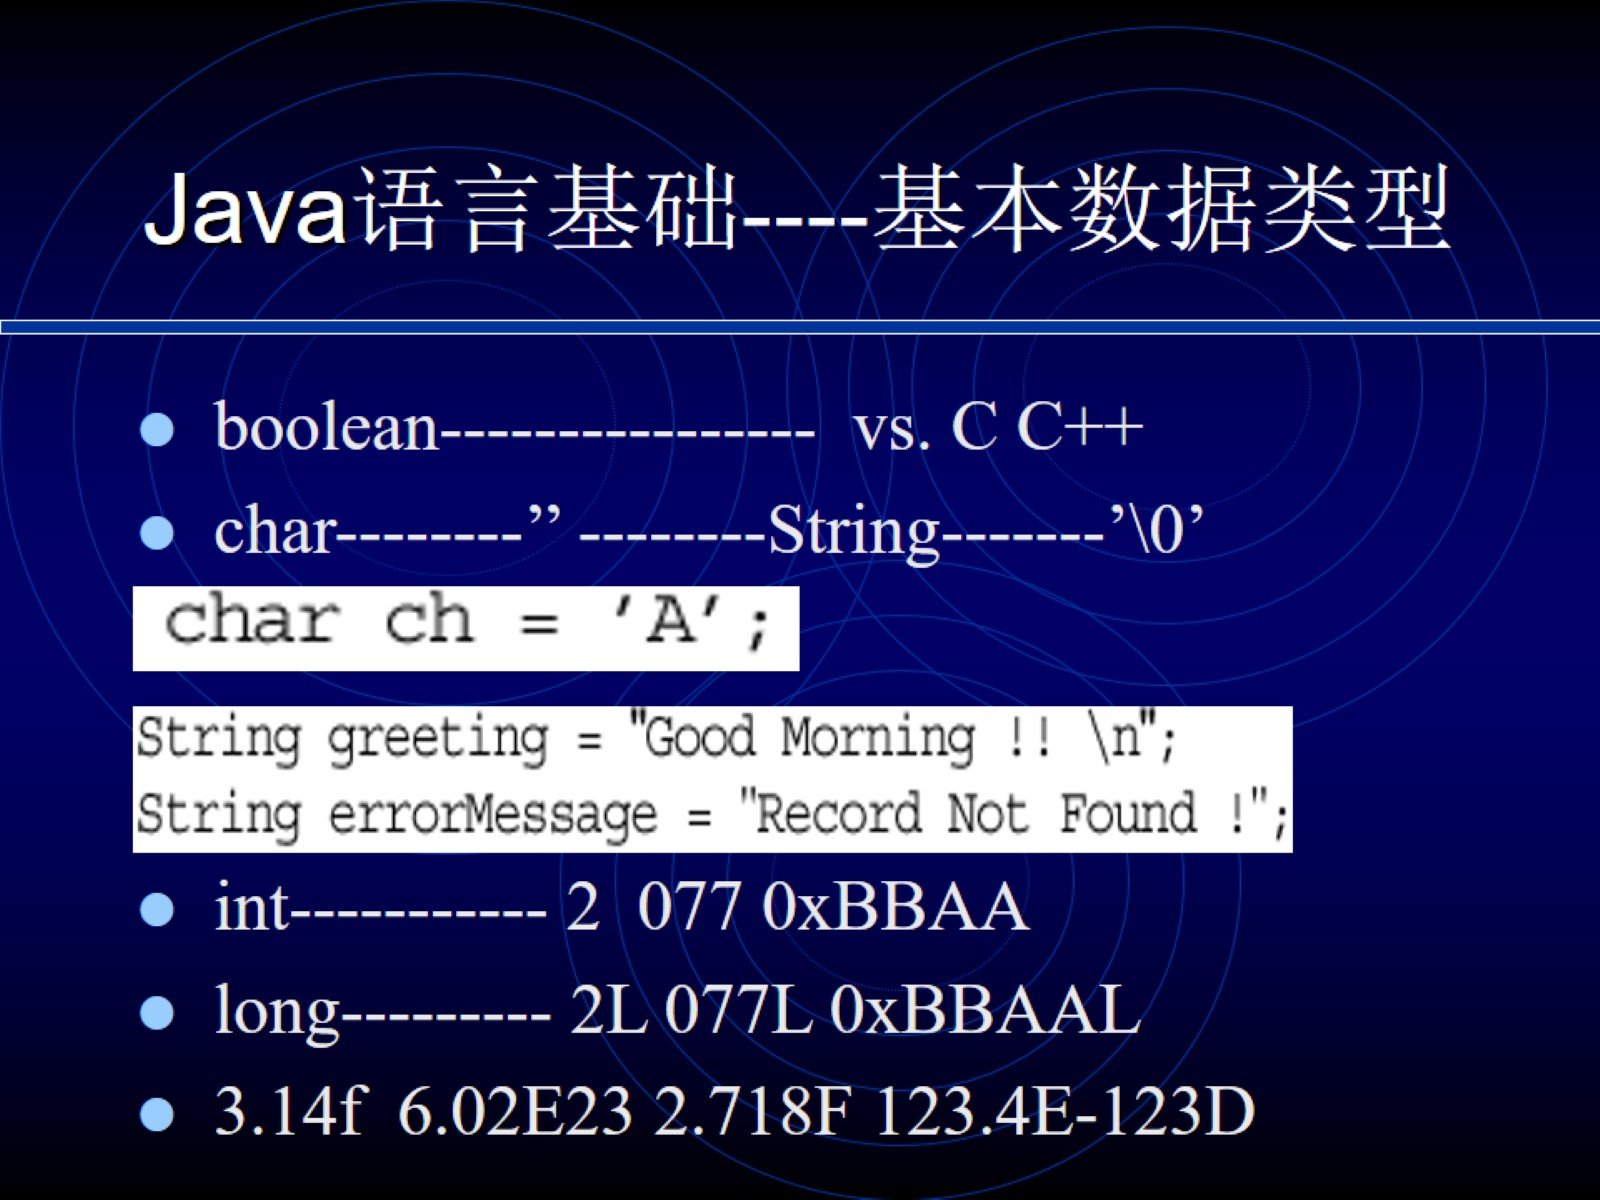 Java语言基础----基本数据类型
boolean---------------- vs. C C++
char--------’’ --------String-------’\0’
char ch = ’A’;
String greeting = "Good Morning !! \n";
String errorMessage = "Record Not Found !";
int----------- 2 077 0xBBAA
long--------- 2L 077L 0xBBAAL
3.14f 6.02E23 2.718F 123.4E-123D